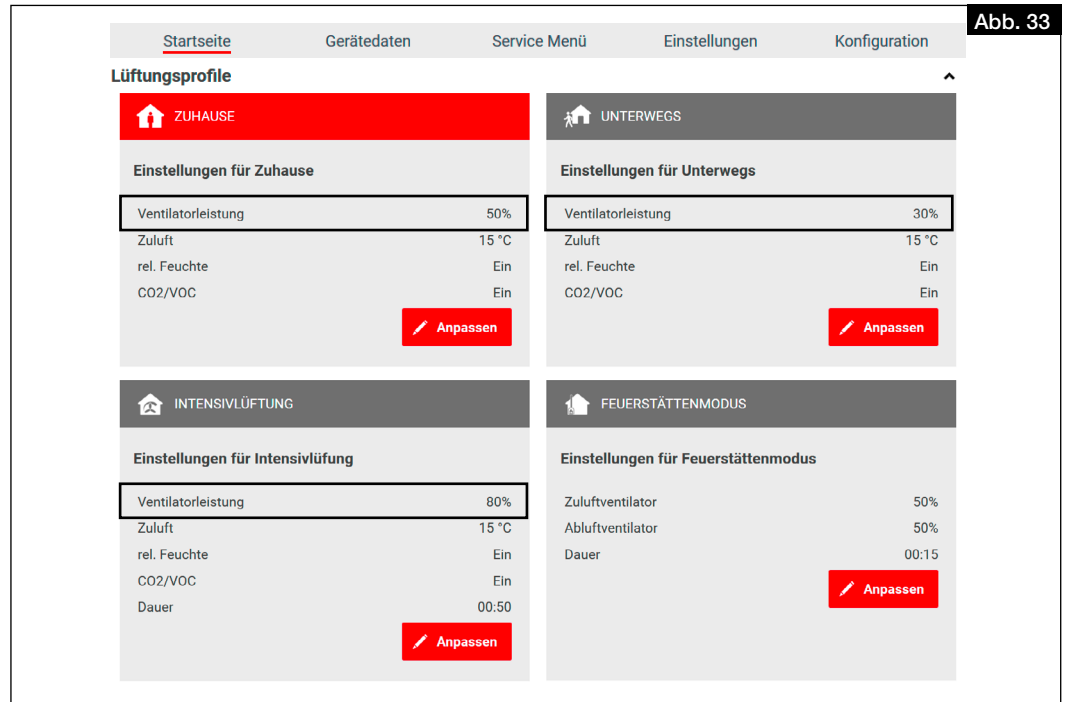 Abb. 33
Startseite Gerätedaten Service Menü Einstellungen Konfiguration
Lüftungsprofile
ZUHAUSE
Einstellungen für Zuhause
Ventilatorleistung 50%
Zuluft 15 °C
rel. Feuchte Ein
CO2/VOC Ein
Anpassen
UNTERWEGS
Einstellungen für Unterwegs
Ventilatorleistung 30%
Zuluft 15 °C
rel. Feuchte Ein
CO2/VOC Ein
Anpassen
INTENSIVLÜFTUNG
Einstellungen für Intensivlüfung
Ventilatorleistung 80%
Zuluft 15 °C
rel. Feuchte Ein
CO2/VOC Ein
Dauer 00:50
Anpassen
FEUERSTÄTTENMODUS
Einstellungen für Feuerstättenmodus
Zuluftventilator 50%
Abluftventilator 50%
Dauer 00:15
Anpassen